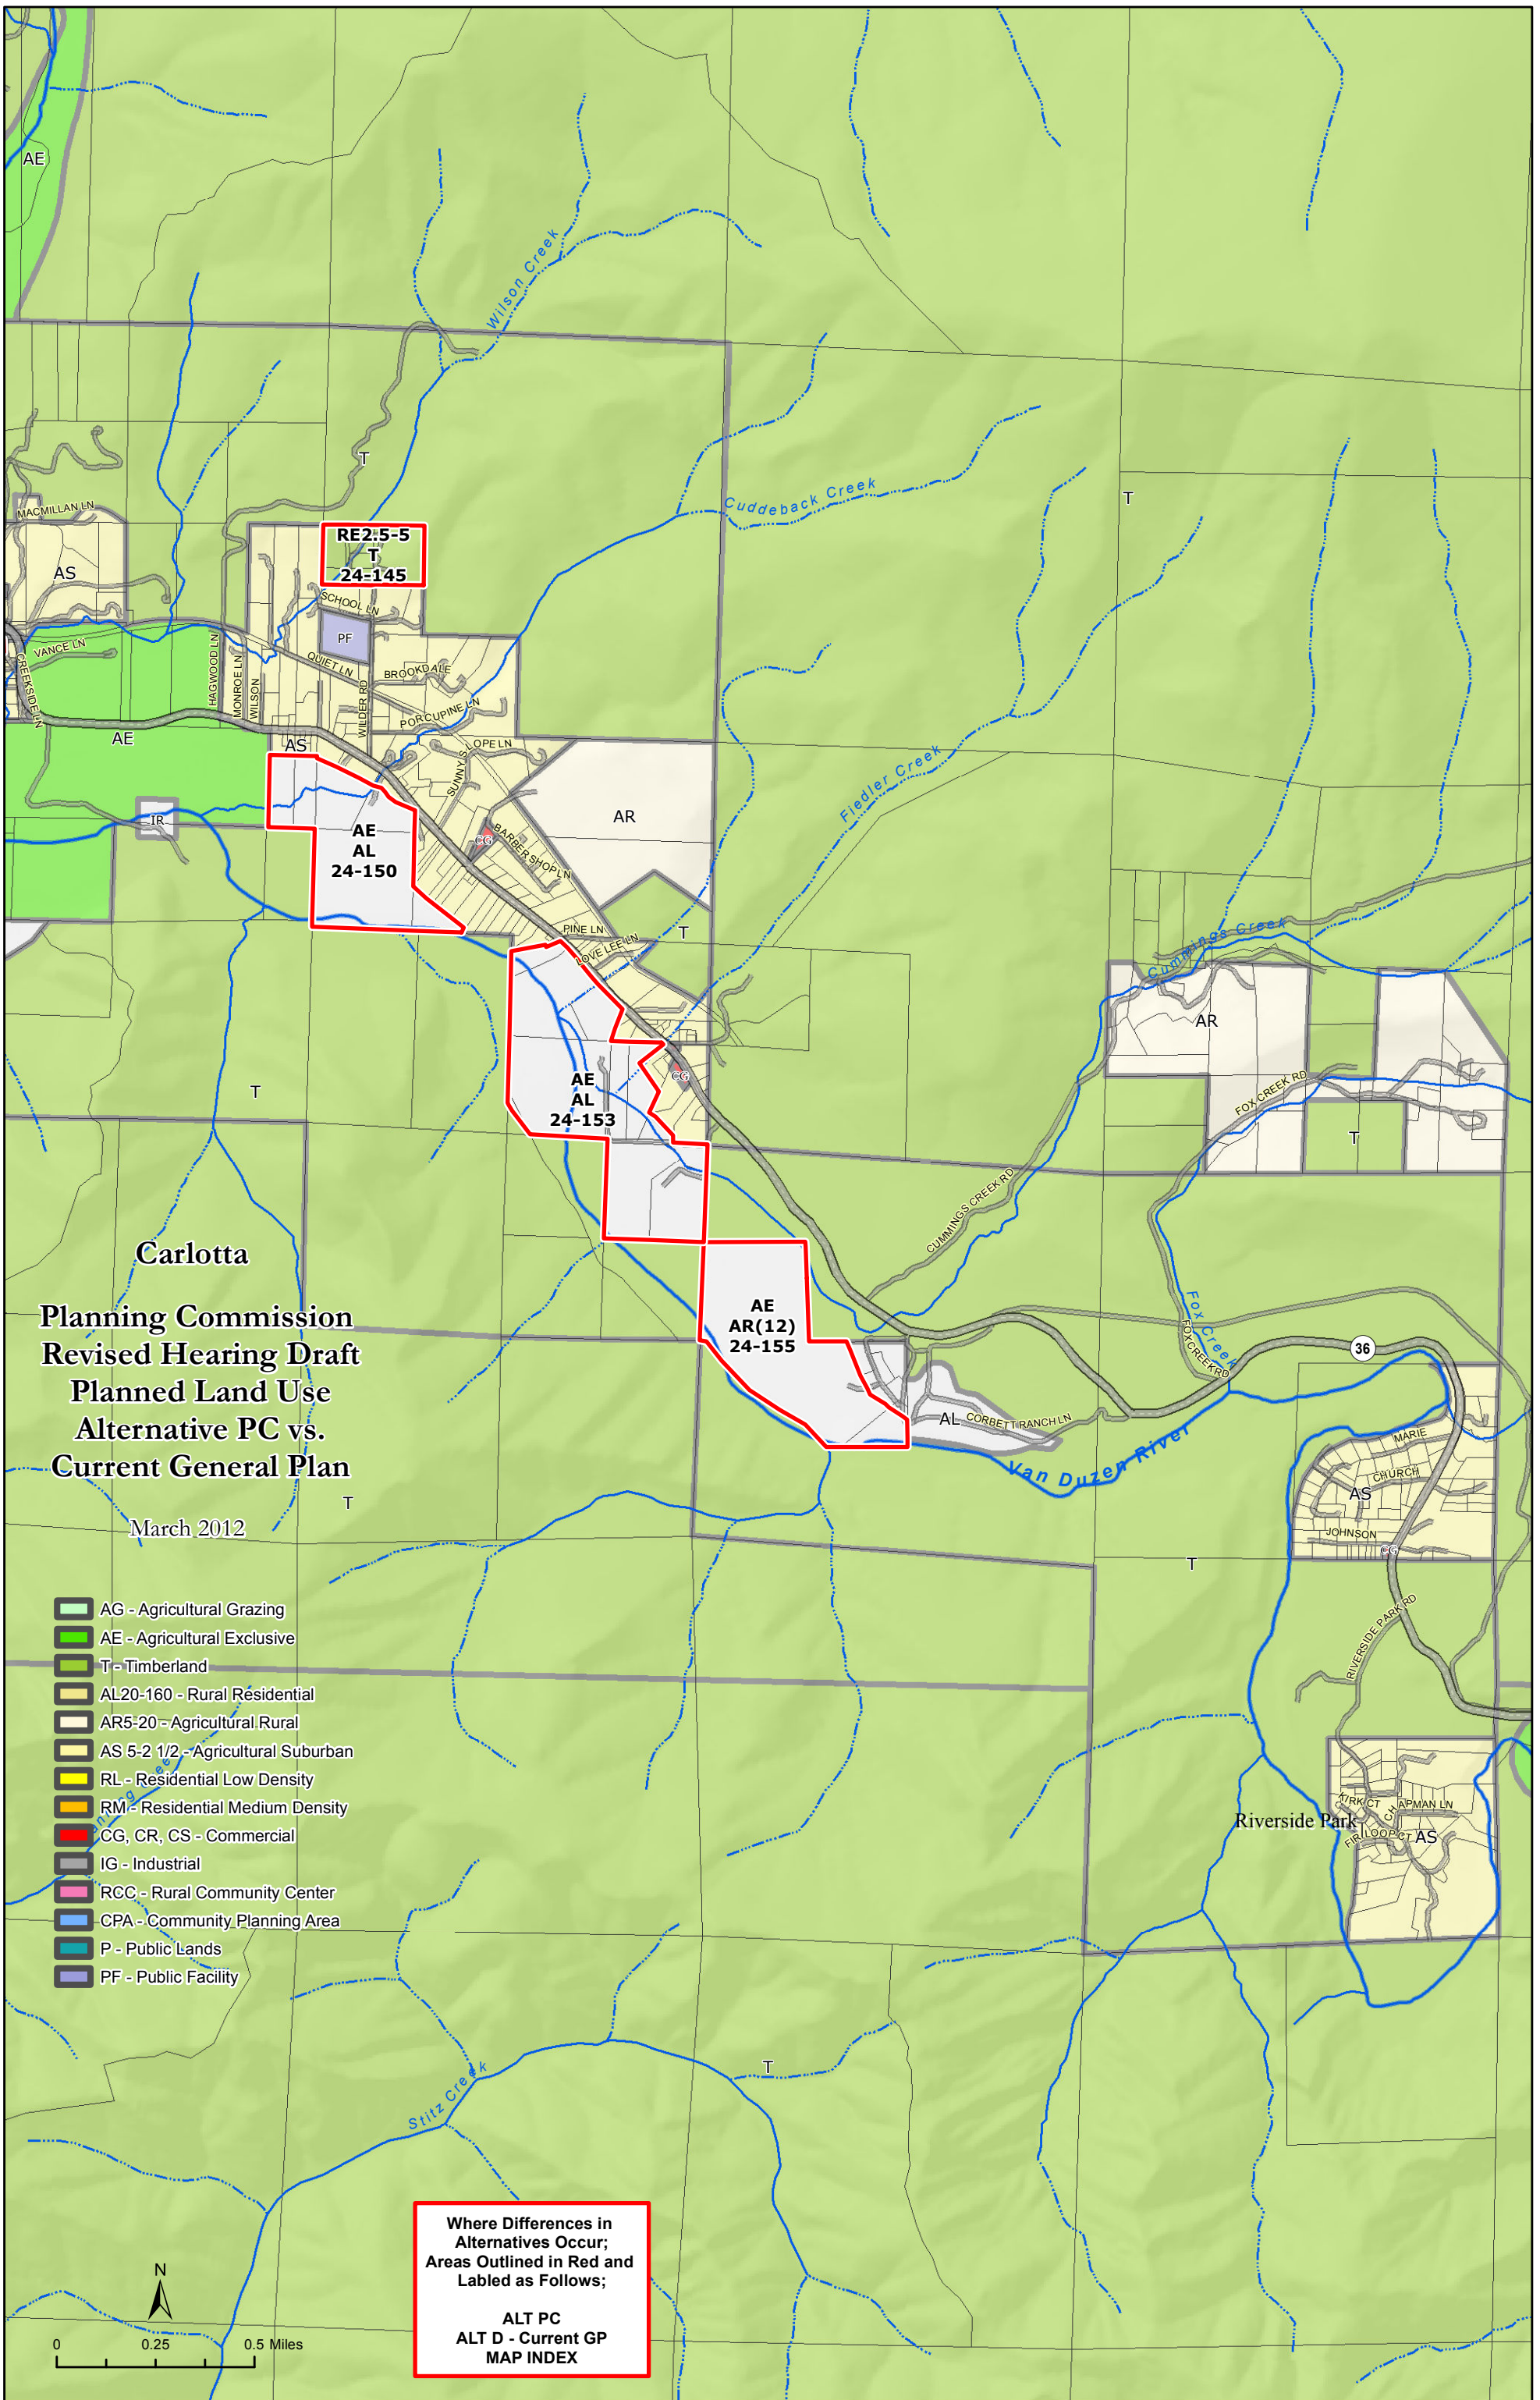 AE
Wilson Creek
T
Cuddeback Creek
T
MACMILLAN LN
RE2.5-5
T
24-145
AS
SCHOOL LN
PF
VANCE LN
CREEKSIDE LN
HAGWOOD LN
MONROE LN
WILSON
QUIET LN
WILDER RD
BROOKDALE
PORCUPINE LN
AE
AS
SUNNY SLOPE LN
Fiedler Creek
IR
AE
AL
24-150
CG
BARBER SHOP LN
AR
PINE LN
LOVE LEE LN
T
Cummings Creek
AR
CG
AE
AL
24-153
T
FOX CREEK RD
T
CUMMINGS CREEK RD
Carlotta
Planning Commission
Revised Hearing Draft
Planned Land Use
Alternative PC vs.
Current General Plan
March 2012
AE
AR(12)
24-155
Fox Creek
FOX CREEK RD
36
AL
CORBETT RANCH LN
Van Duzen River
MARIE
CHURCH
AS
JOHNSON
CG
T
T
RIVERSIDE PARK RD
AG - Agricultural Grazing
AE - Agricultural Exclusive
T - Timberland
AL20-160 - Rural Residential
AR5-20 - Agricultural Rural
AS 5-2 1/2 - Agricultural Suburban
RL - Residential Low Density
RM - Residential Medium Density
CG, CR, CS - Commercial
IG - Industrial
RCC - Rural Community Center
CPA - Community Planning Area
P - Public Lands
PF - Public Facility
KIRK CT
CHAPMAN LN
Riverside Park
FIR LOOP CT
AS
T
Stitz Creek
Where Differences in
Alternatives Occur;
Areas Outlined in Red and
Labled as Follows;
ALT PC
ALT D - Current GP
MAP INDEX
N
0 0.25 0.5 Miles